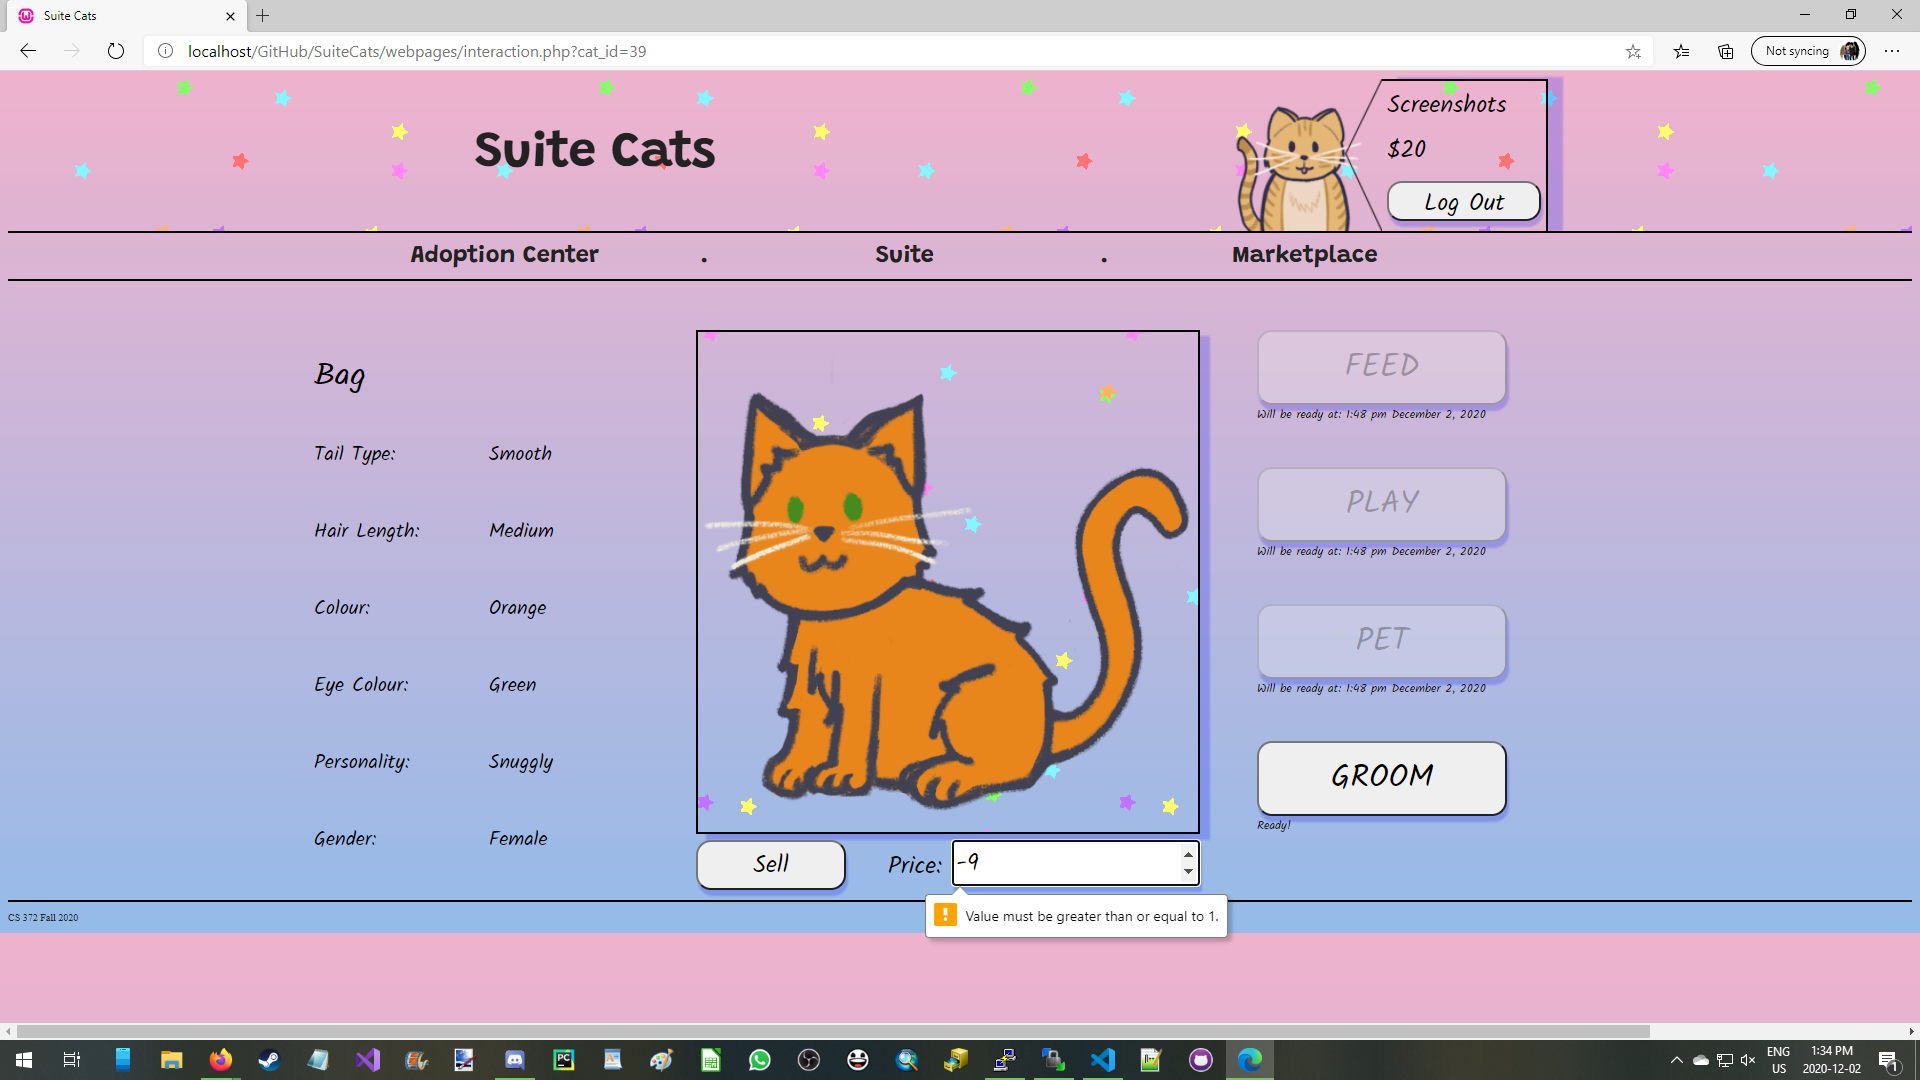 Suite Cats
localhost/GitHub/SuiteCats/webpages/interaction.php?cat_id=39
Not syncing
Suite Cats
Screenshots
$20
Log Out
Adoption Center . Suite . Marketplace
Bag
Tail Type: Smooth
Hair Length: Medium
Colour: Orange
Eye Colour: Green
Personality: Snuggly
Gender: Female
FEED
Will be ready at: 1:48 pm December 2, 2020
PLAY
Will be ready at: 1:48 pm December 2, 2020
PET
Will be ready at: 1:48 pm December 2, 2020
GROOM
Ready!
Sell
Price: -9
Value must be greater than or equal to 1.
CS 372 Fall 2020
PC
ENG
US
1:34 PM
2020-12-02
1